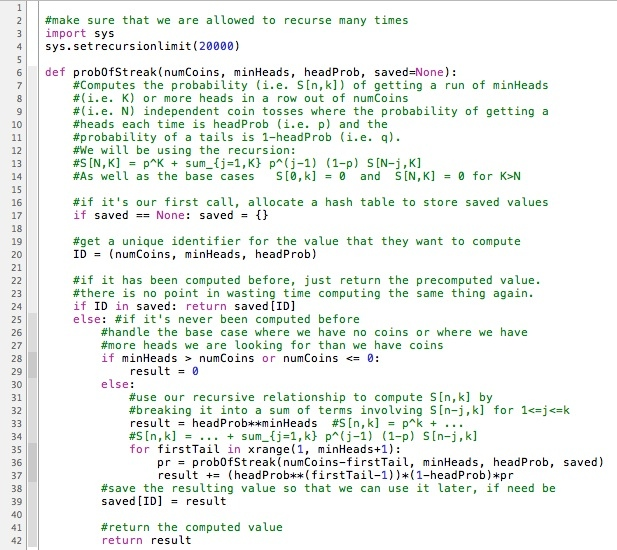 1
2 #make sure that we are allowed to recurse many times
3 import sys
4 sys.setrecursionlimit(20000)
5
6 def probOfStreak(numCoins, minHeads, headProb, saved=None):
7     #Computes the probability (i.e. S[n,k]) of getting a run of minHeads
8     #(i.e. K) or more heads in a row out of numCoins
9     #(i.e. N) independent coin tosses where the probability of getting a
10     #heads each time is headProb (i.e. p) and the
11     #probability of a tails is 1-headProb (i.e. q).
12     #We will be using the recursion:
13     #S[N,K] = p^K + sum_{j=1,K} p^(j-1) (1-p) S[N-j,K]
14     #As well as the base cases   S[0,k] = 0  and  S[N,K] = 0 for K>N
15
16     #if it's our first call, allocate a hash table to store saved values
17     if saved == None: saved = {}
18
19     #get a unique identifier for the value that they want to compute
20     ID = (numCoins, minHeads, headProb)
21
22     #if it has been computed before, just return the precomputed value.
23     #there is no point in wasting time computing the same thing again.
24     if ID in saved: return saved[ID]
25     else: #if it's never been computed before
26         #handle the base case where we have no coins or where we have
27         #more heads we are looking for than we have coins
28         if minHeads > numCoins or numCoins <= 0:
29             result = 0
30         else:
31             #use our recursive relationship to compute S[n,k] by
32             #breaking it into a sum of terms involving S[n-j,k] for 1<=j<=k
33             result = headProb**minHeads  #S[n,k] = p^k + ...
34             #S[n,k] = ... + sum_{j=1,k} p^(j-1) (1-p) S[n-j,k]
35             for firstTail in xrange(1, minHeads+1):
36                 pr = probOfStreak(numCoins-firstTail, minHeads, headProb, saved)
37                 result += (headProb**(firstTail-1))*(1-headProb)*pr
38         #save the resulting value so that we can use it later, if need be
39         saved[ID] = result
40
41         #return the computed value
42         return result